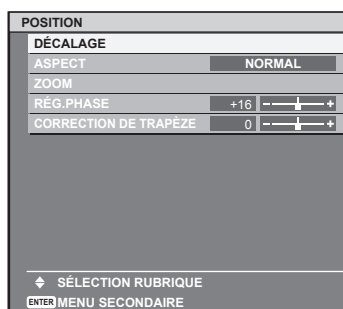 POSITION
DÉCALAGE
ASPECT NORMAL
ZOOM
RÉG.PHASE +16 - +
CORRECTION DE TRAPÈZE 0 - +
SÉLECTION RUBRIQUE
ENTER MENU SECONDAIRE